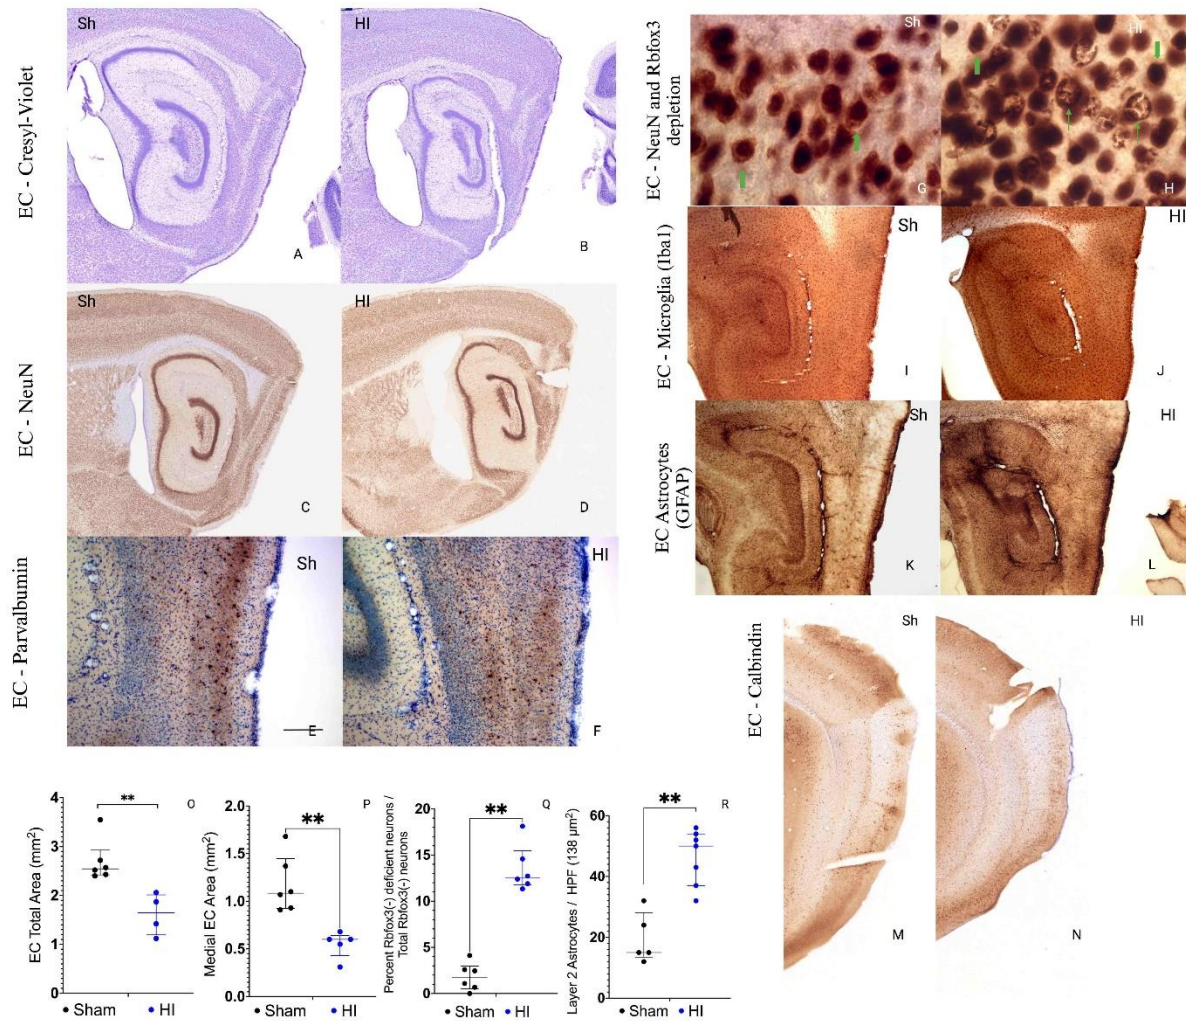 EC - Cresyl-Violet
Sh
A
HI
B
EC - NeuN
Sh
C
HI
D
EC - Parvalbumin
Sh
E
HI
F
EC - NeuN and Rbfox3
depletion
Sh
G
HI
H
EC - Microglia (Iba1)
Sh
I
HI
J
EC Astrocytes
(GFAP)
Sh
K
HI
L
EC - Calbindin
Sh
M
HI
N
EC Total Area (mm²)
4
3
2
1
0
**
O
Sham
HI
Medial EC Area (mm²)
2.0
1.5
1.0
0.5
0.0
**
P
Sham
HI
Percent Rbfox3(-) deficient neurons /
Total Rbfox3(-) neurons
20
15
10
5
0
**
Q
Sham
HI
Layer 2 Astrocytes / HPF (138 µm²)
60
40
20
0
**
R
Sham
HI